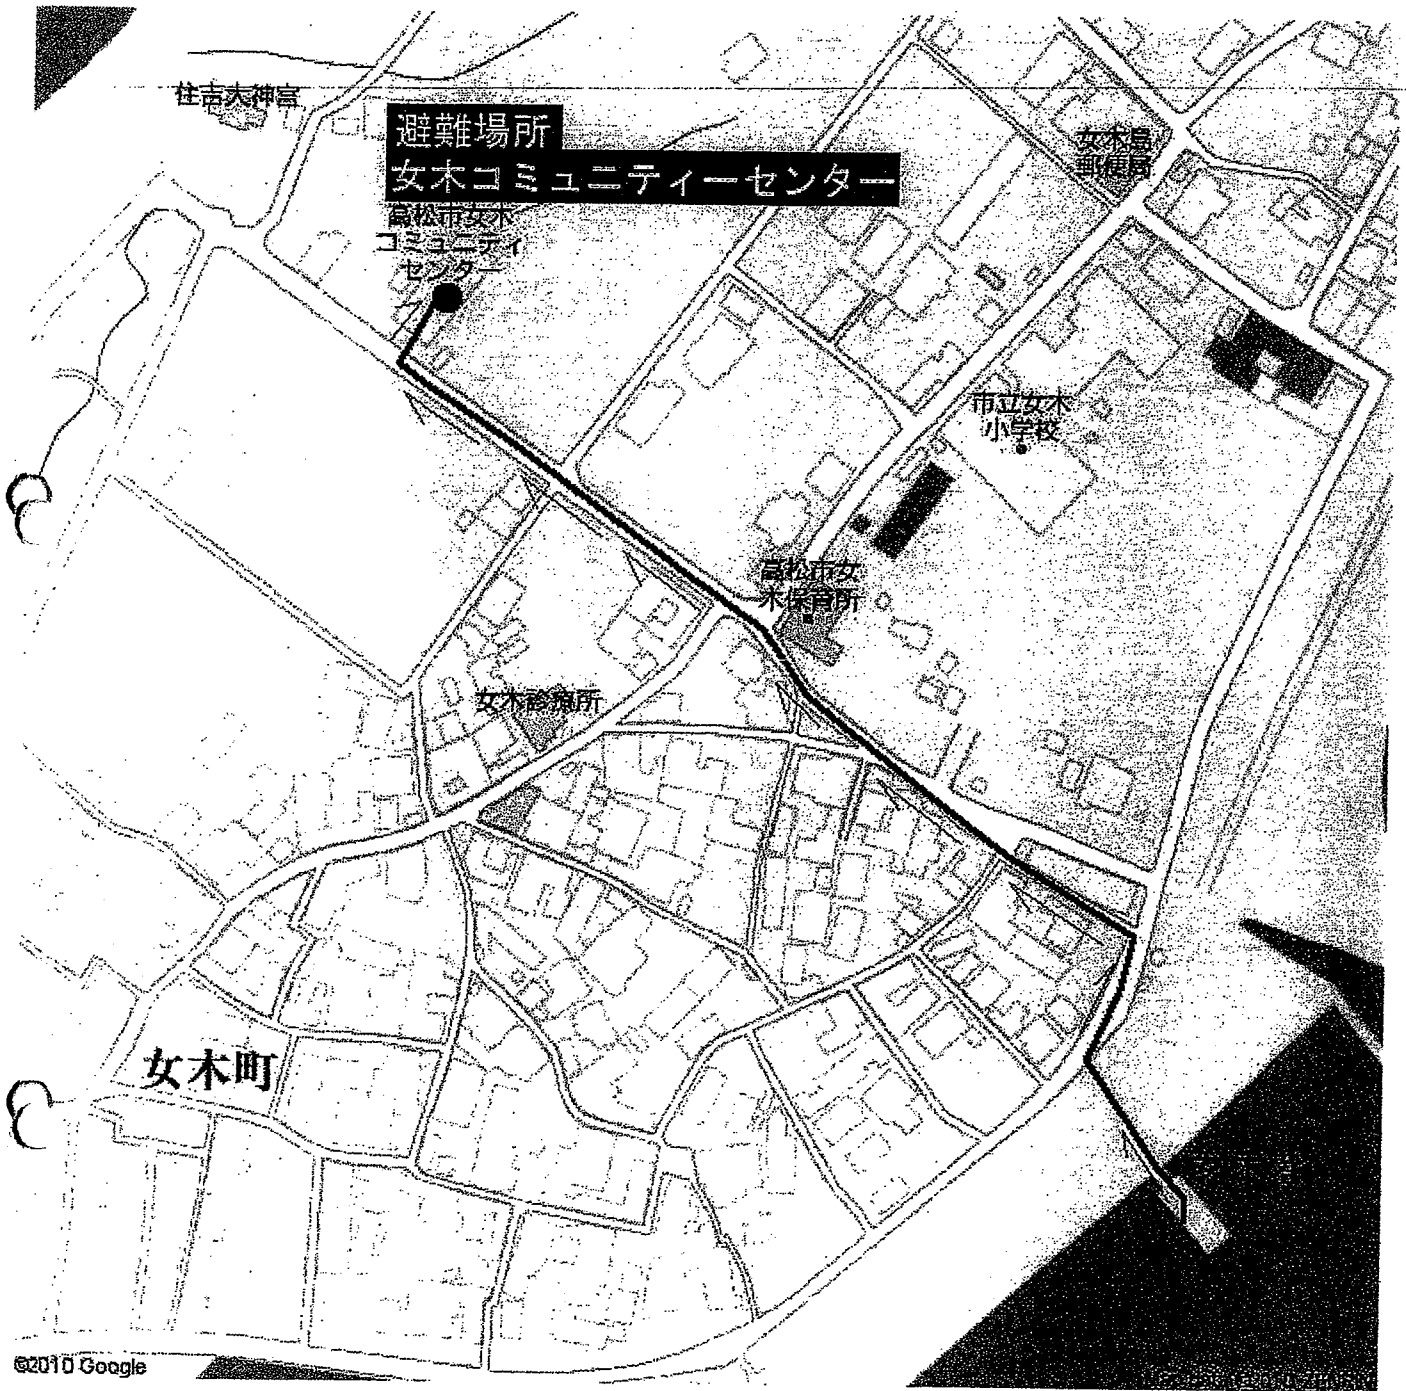 住吉大神宮
避難場所
女木コミュニティーセンター
高松市女木
コミュニティ
センター
女木島
郵便局
市立女木
小学校
高松市女
木保育所
女木診療所
女木町
©2010 Google